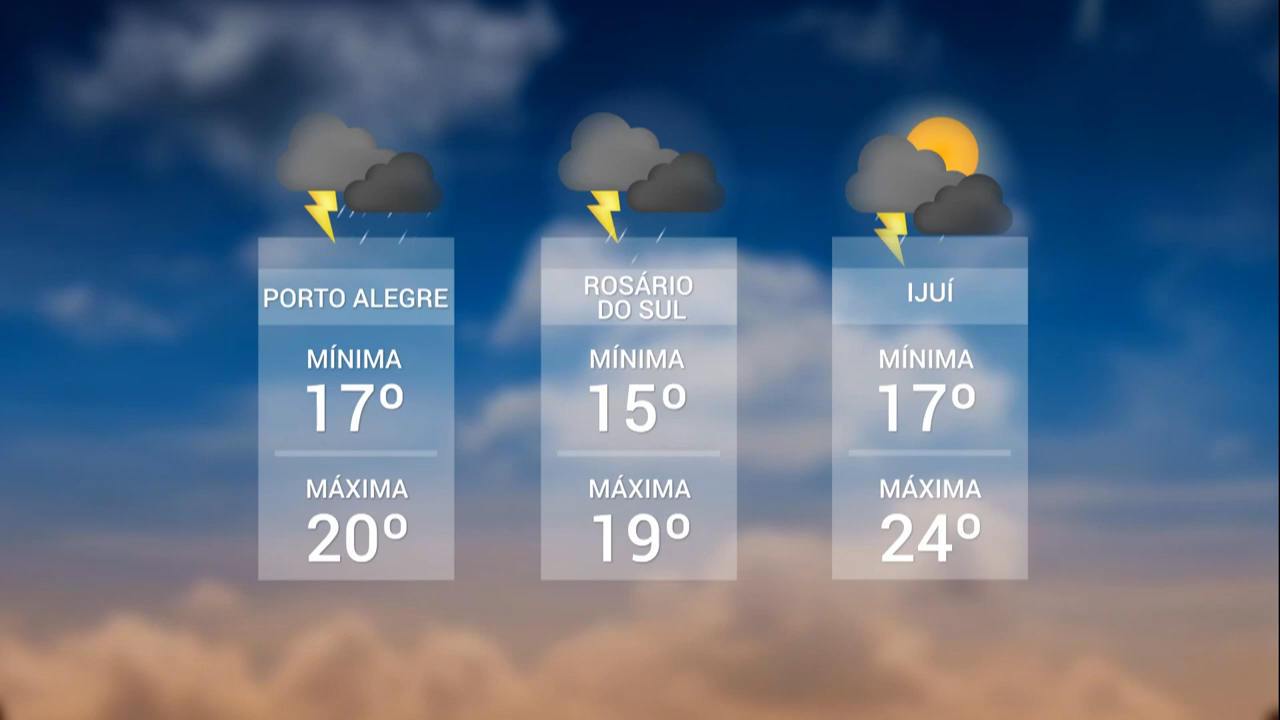 PORTO ALEGRE
MÍNIMA
17º
MÁXIMA
20º
ROSÁRIO
DO SUL
MÍNIMA
15º
MÁXIMA
19º
IJUÍ
MÍNIMA
17º
MÁXIMA
24º